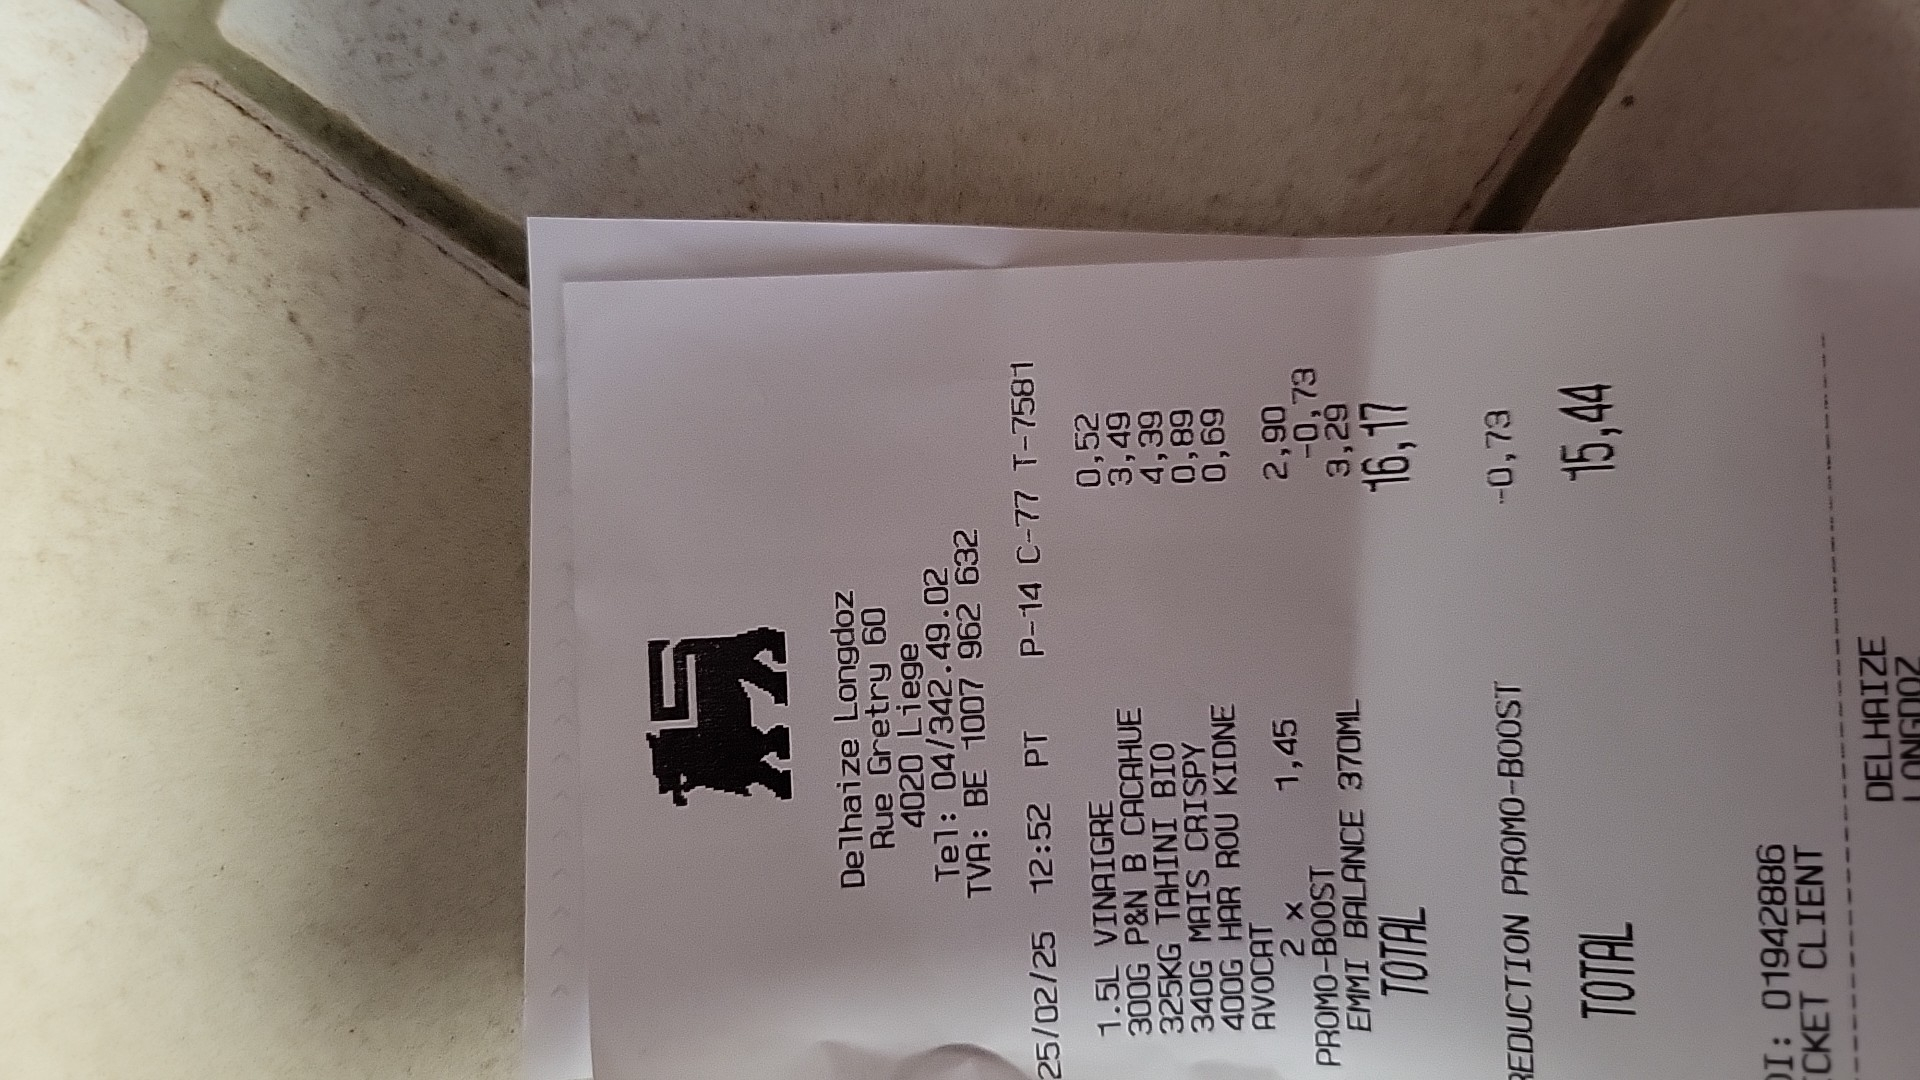 Delhaize Longdoz
Rue Gretry 60
4020 Liege
Tel: 04/342.49.02
TVA: BE 1007 962 632
25/02/25 12:52 PT P-14 C-77 T-7581
1.5L VINAIGRE 0,52
300G P&N B CACAHUE 3,49
325KG TAHINI BIO 4,39
340G MAIS CRISPY 0,89
400G HAR ROU KIDNE 0,69
AVOCAT
2 x 1,45 2,90
PROMO-BOOST -0,73
EMMI BALANCE 370ML 3,29
TOTAL 16,17
REDUCTION PROMO-BOOST -0,73
TOTAL 15,44
: 01942886
CLIENT
DELHAIZE
LONGDOZ